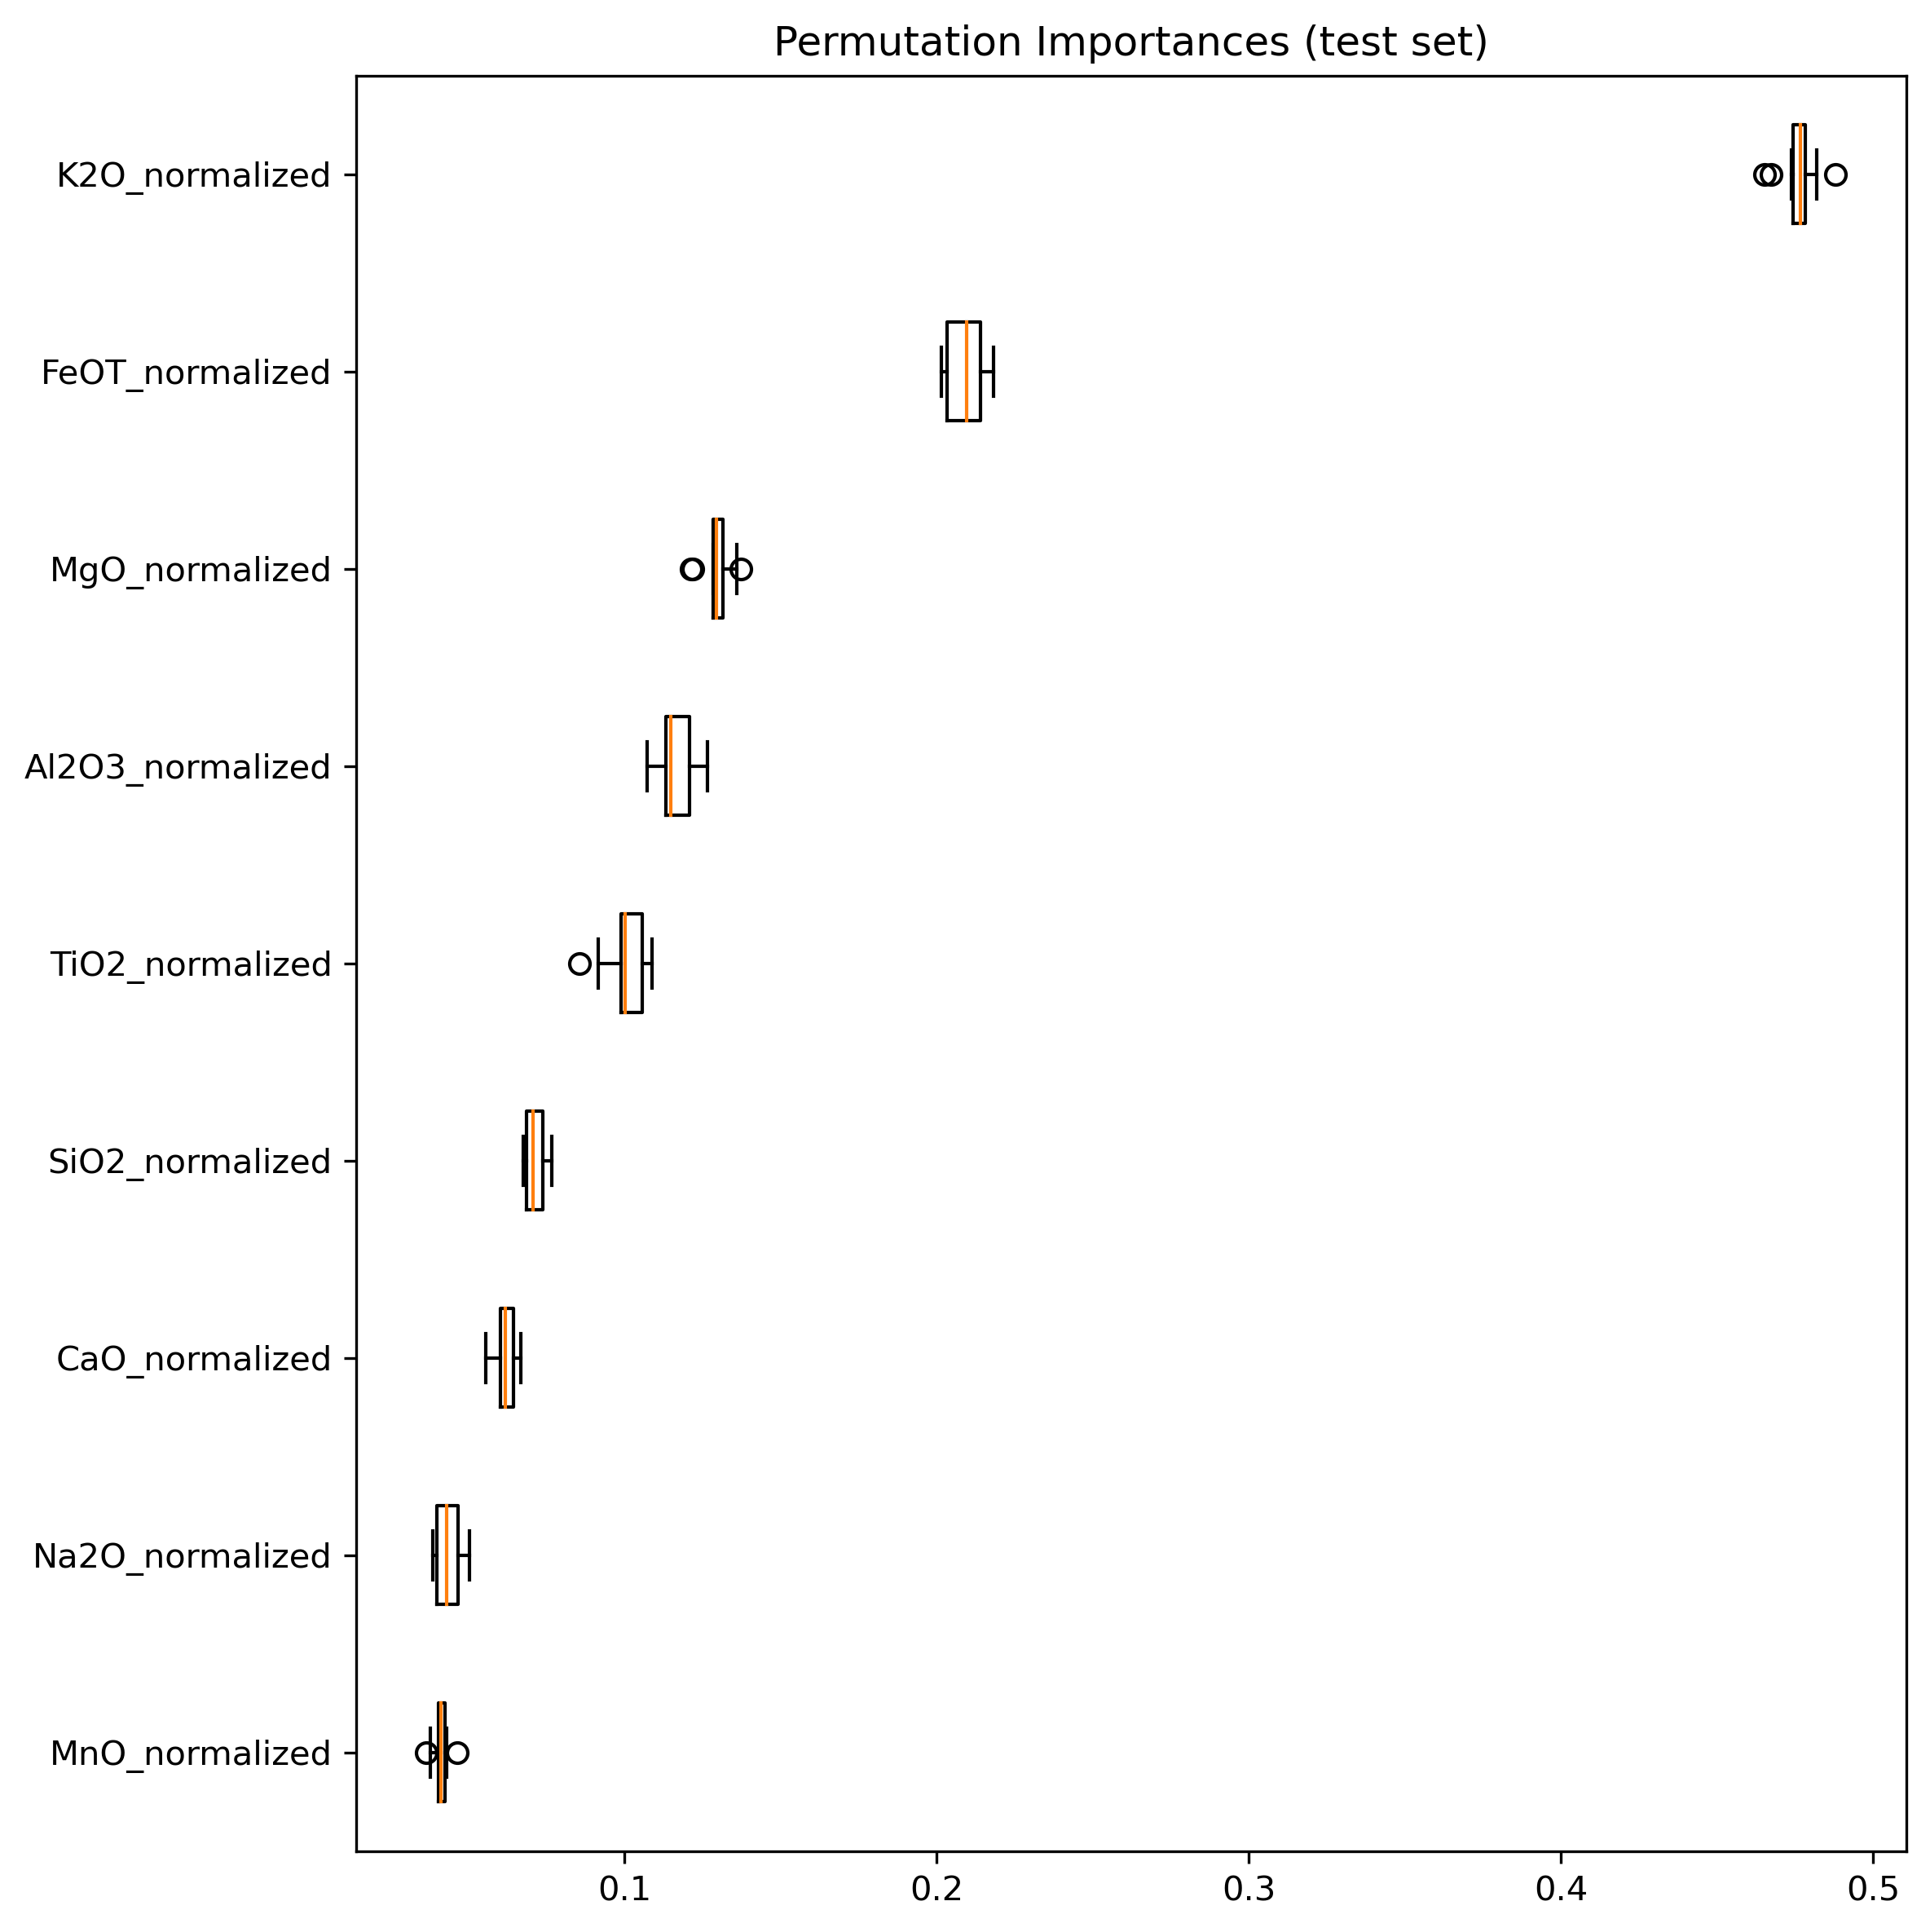 Permutation Importances (test set)
K2O_normalized
FeOT_normalized
MgO_normalized
Al2O3_normalized
TiO2_normalized
SiO2_normalized
CaO_normalized
Na2O_normalized
MnO_normalized
0.1 0.2 0.3 0.4 0.5